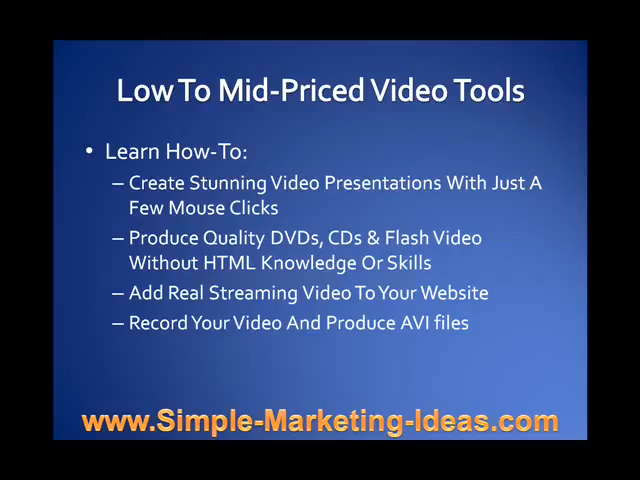 Low To Mid-Priced Video Tools
• Learn How-To:
– Create Stunning Video Presentations With Just A
Few Mouse Clicks
– Produce Quality DVDs, CDs & Flash Video
Without HTML Knowledge Or Skills
– Add Real Streaming Video To Your Website
– Record Your Video And Produce AVI files
www.Simple-Marketing-Ideas.com